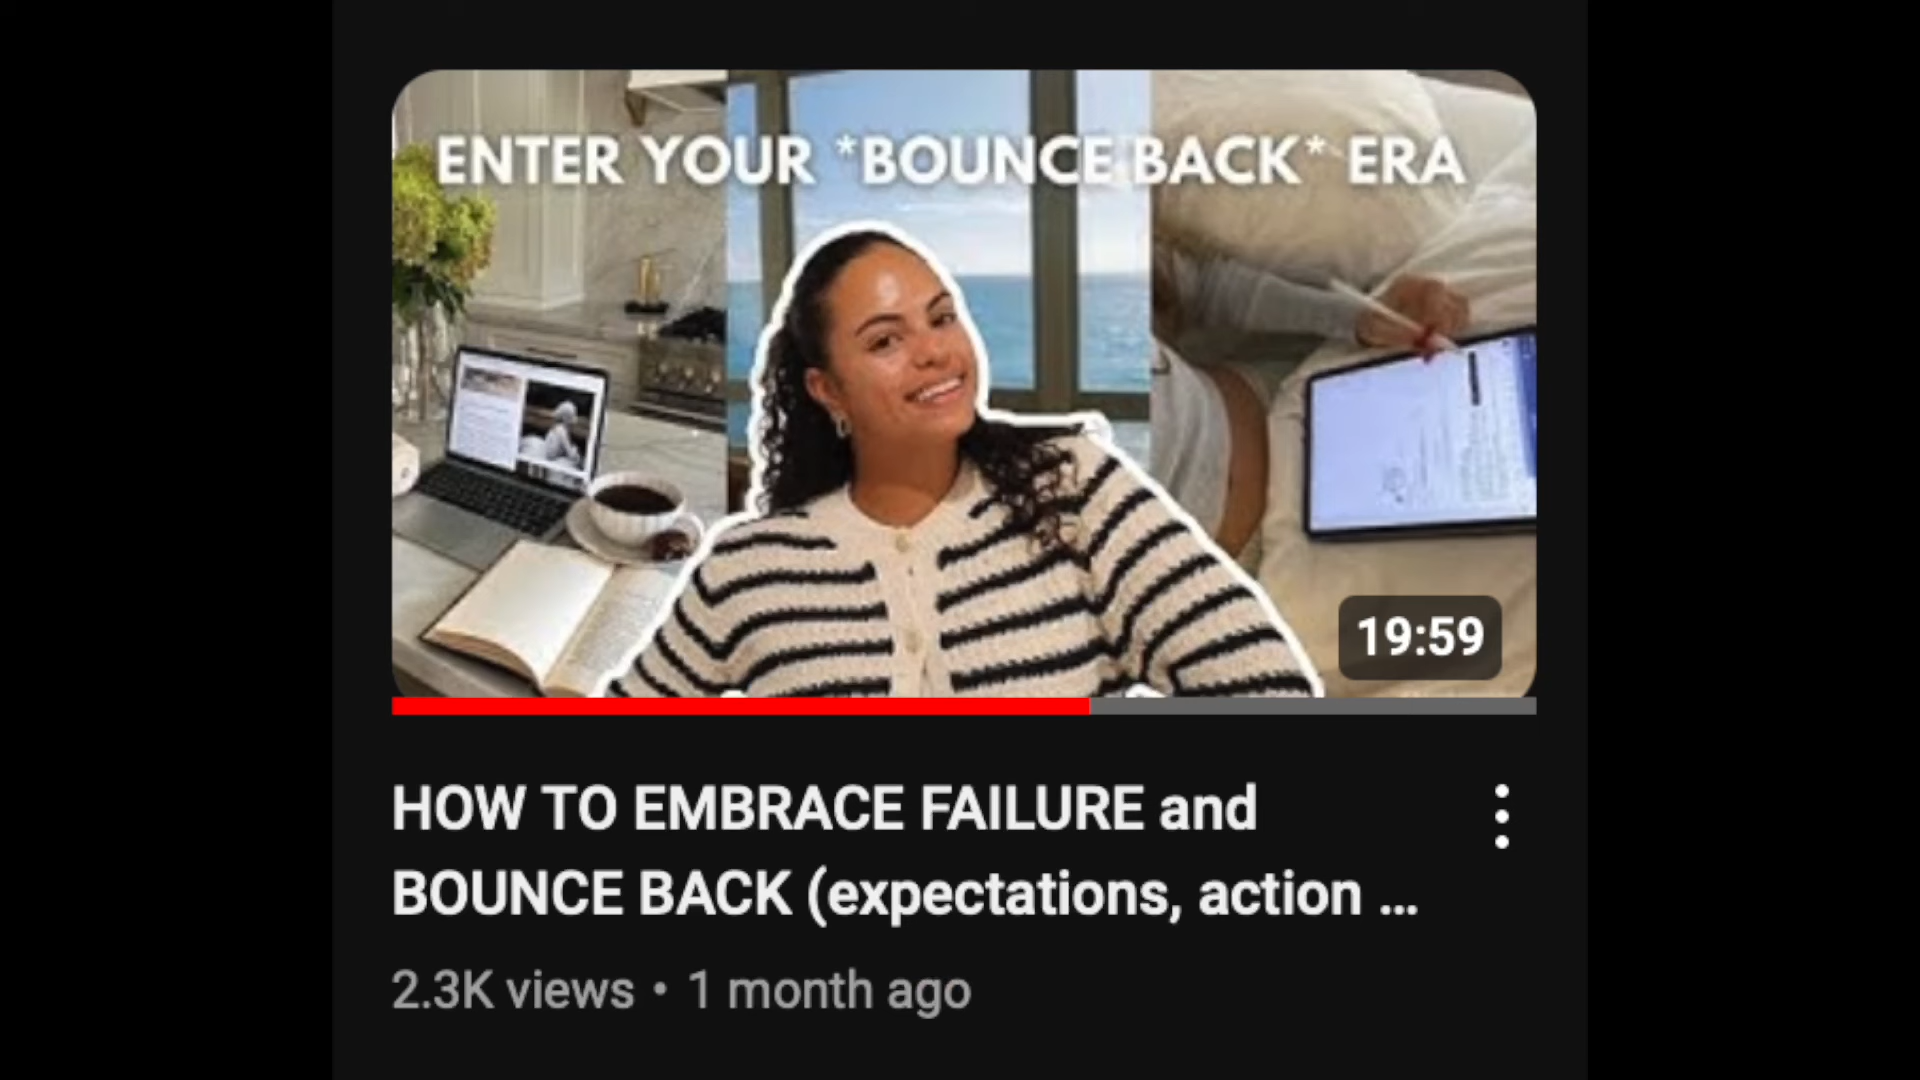 ENTER YOUR *BOUNCE BACK* ERA
19:59
HOW TO EMBRACE FAILURE and
BOUNCE BACK (expectations, action ...
2.3K views • 1 month ago